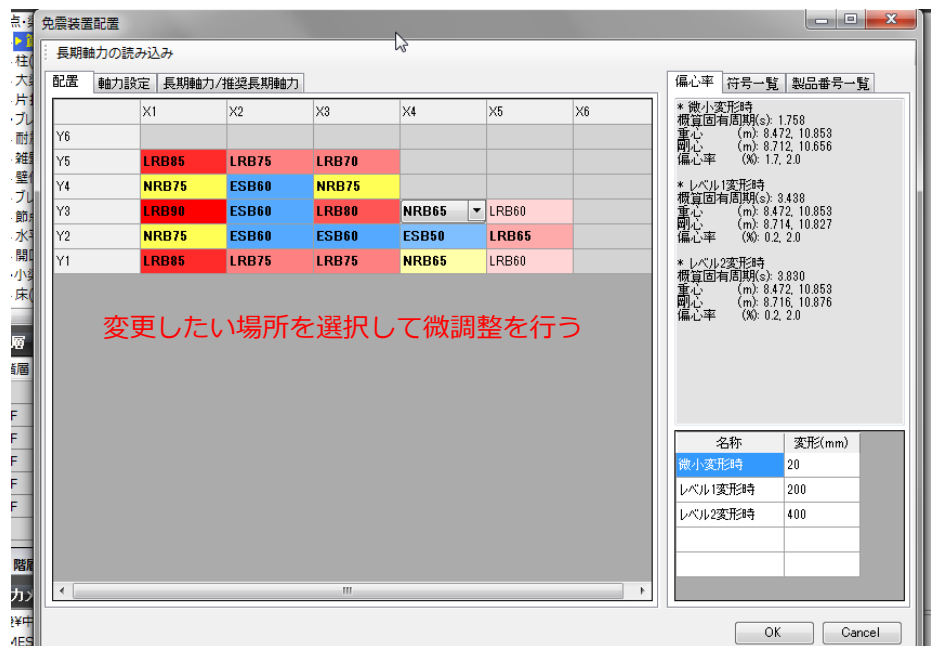 免震装置配置
長期軸力の読み込み
配置 軸力設定 長期軸力/推奨長期軸力
X1 X2 X3 X4 X5 X6
Y6
Y5 LRB85 LRB75 LRB70
Y4 NRB75 ESB60 NRB75
Y3 LRB90 ESB60 LRB80 NRB65 LRB60
Y2 NRB75 ESB60 ESB60 ESB50 LRB65
Y1 LRB85 LRB75 LRB75 NRB65 LRB60
変更したい場所を選択して微調整を行う
偏心率 符号一覧 製品番号一覧
* 微小変形時
概算固有周期(s): 1.758
重心 (m): 8.472, 10.853
剛心 (m): 8.712, 10.656
偏心率 (%): 1.7, 2.0
* レベル1変形時
概算固有周期(s): 3.438
重心 (m): 8.472, 10.853
剛心 (m): 8.714, 10.827
偏心率 (%): 0.2, 2.0
* レベル2変形時
概算固有周期(s): 3.830
重心 (m): 8.472, 10.853
剛心 (m): 8.716, 10.876
偏心率 (%): 0.2, 2.0
名称 変形(mm)
微小変形時 20
レベル1変形時 200
レベル2変形時 400
OK Cancel